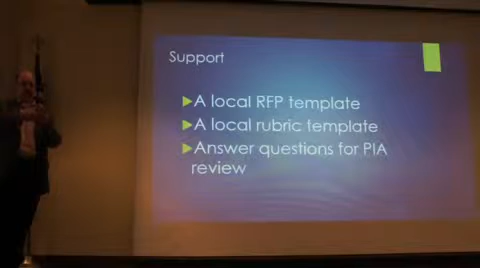 Support
A local RFP template
A local rubric template
Answer questions for PIA
review